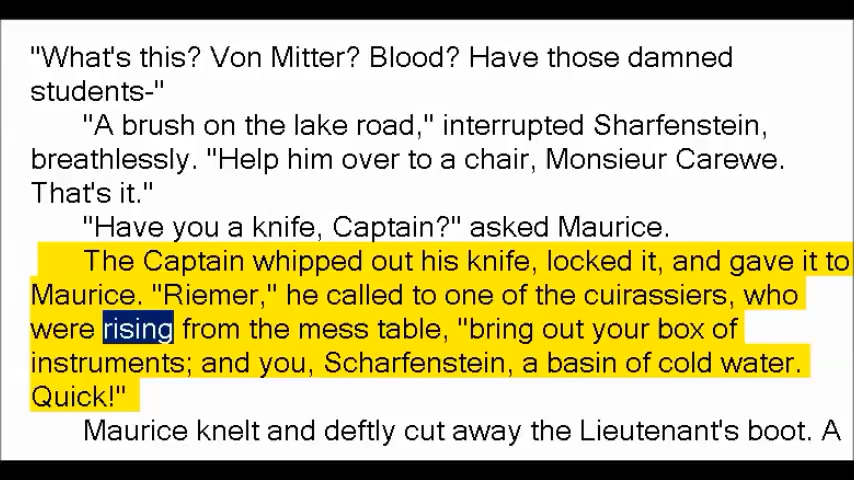 "What's this? Von Mitter? Blood? Have those damned
students-"
"A brush on the lake road," interrupted Sharfenstein,
breathlessly. "Help him over to a chair, Monsieur Carewe.
That's it."
"Have you a knife, Captain?" asked Maurice.
The Captain whipped out his knife, locked it, and gave it to
Maurice. "Riemer," he called to one of the cuirassiers, who
were rising from the mess table, "bring out your box of
instruments; and you, Scharfenstein, a basin of cold water.
Quick!"
Maurice knelt and deftly cut away the Lieutenant's boot. A